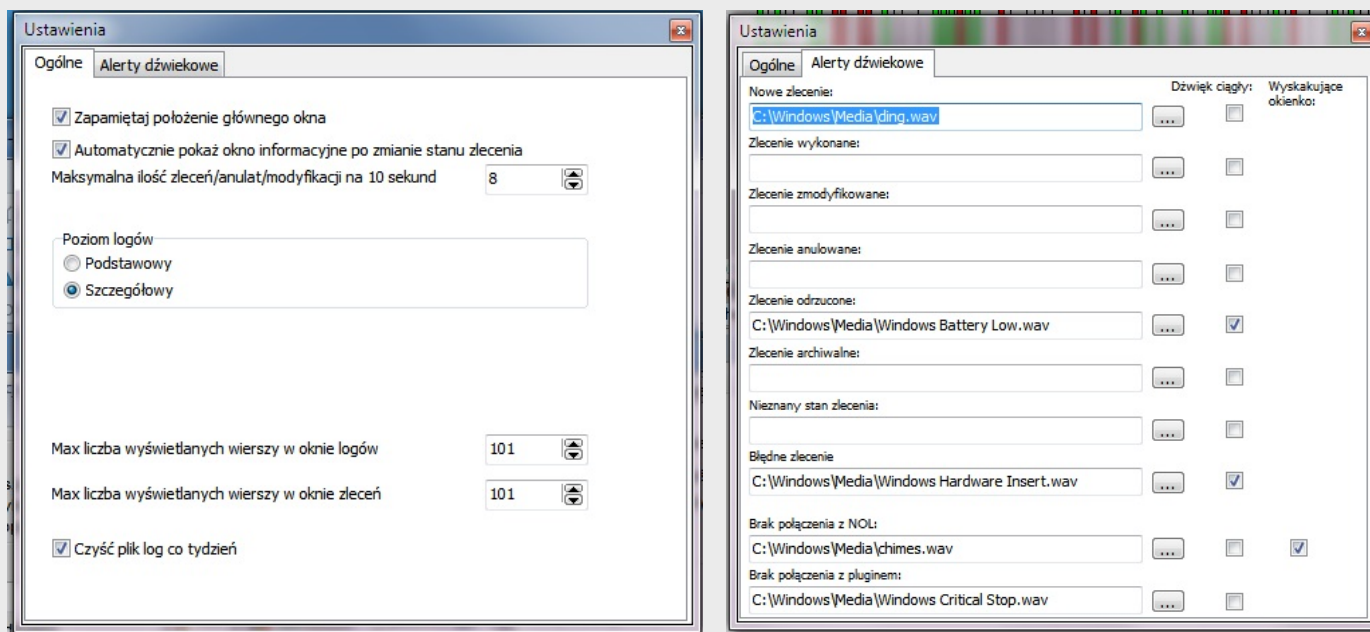 Ustawienia
Ogólne Alerty dźwiekowe
Zapamiętaj położenie głównego okna
Automatycznie pokaż okno informacyjne po zmianie stanu zlecenia
Maksymalna ilość zleceń/anulat/modyfikacji na 10 sekund 8
Poziom logów
Podstawowy
Szczegółowy
Max liczba wyświetlanych wierszy w oknie logów 101
Max liczba wyświetlanych wierszy w oknie zleceń 101
Czyść plik log co tydzień
Ustawienia
Ogólne Alerty dźwiekowe
Nowe zlecenie: Dźwięk ciągły: Wyskakujące
okienko:
C:\Windows\Media\ding.wav ...
Zlecenie wykonane:
...
Zlecenie zmodyfikowane:
...
Zlecenie anulowane:
...
Zlecenie odrzucone:
C:\Windows\Media\Windows Battery Low.wav ...
Zlecenie archiwalne:
...
Nieznany stan zlecenia:
...
Błędne zlecenie
C:\Windows\Media\Windows Hardware Insert.wav ...
Brak połączenia z NOL:
C:\Windows\Media\chimes.wav ...
Brak połączenia z pluginem:
C:\Windows\Media\Windows Critical Stop.wav ...